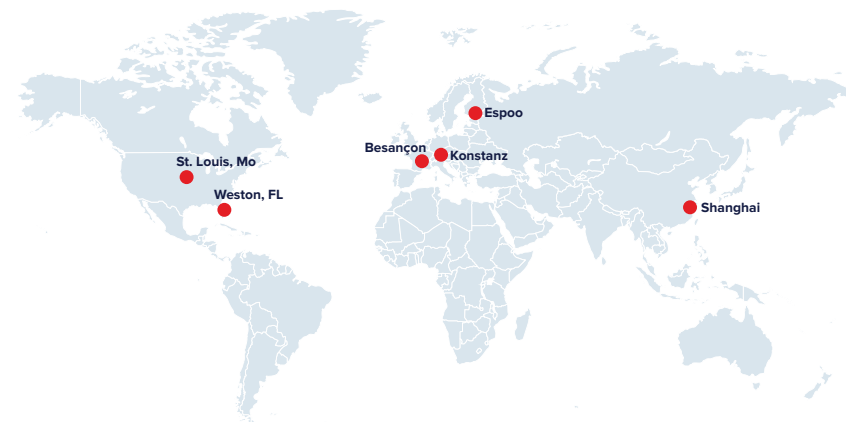 Espoo
Besançon
Konstanz
St. Louis, Mo
Weston, FL
Shanghai